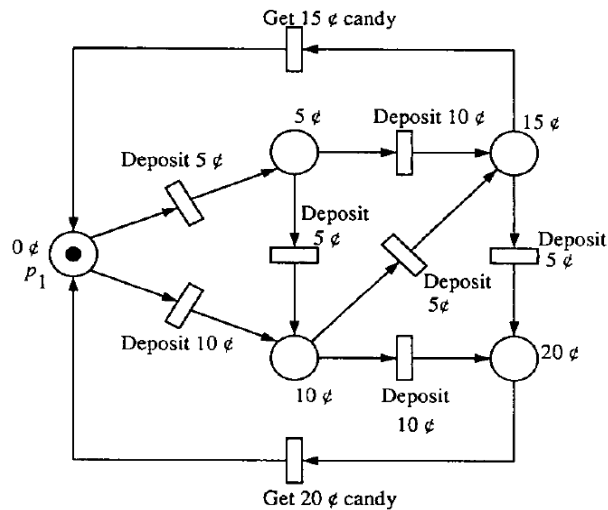 Get 15 ¢ candy
5 ¢
Deposit 10 ¢
15 ¢
Deposit 5 ¢
Deposit
5 ¢
Deposit
5 ¢
0 ¢
p1
Deposit
5¢
Deposit 10 ¢
20 ¢
10 ¢
Deposit
10 ¢
Get 20 ¢ candy